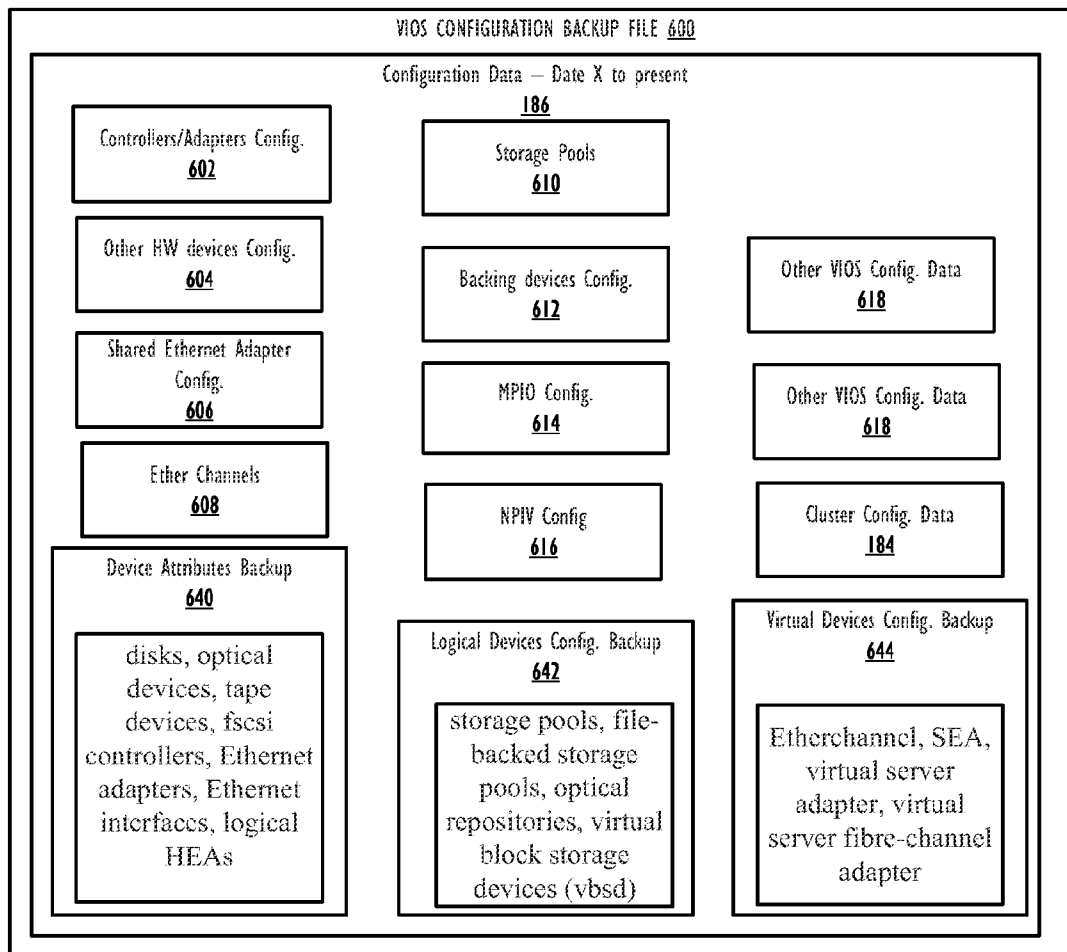 VIOS CONFIGURATION BACKUP FILE 600
Configuration Data – Date X to present
186
Controllers/Adapters Config.
602
Other HW devices Config.
604
Shared Ethernet Adapter
Config.
606
Ether Channels
608
Storage Pools
610
Backing devices Config.
612
MPIO Config.
614
NPIV Config
616
Other VIOS Config. Data
618
Other VIOS Config. Data
618
Cluster Config. Data
184
Device Attributes Backup
640
disks, optical
devices, tape
devices, fscsi
controllers, Ethernet
adapters, Ethernet
interfaces, logical
HEAs
Logical Devices Config. Backup
642
storage pools, file-
backed storage
pools, optical
repositories, virtual
block storage
devices (vbsd)
Virtual Devices Config. Backup
644
Etherchannel, SEA,
virtual server
adapter, virtual
server fibre-channel
adapter